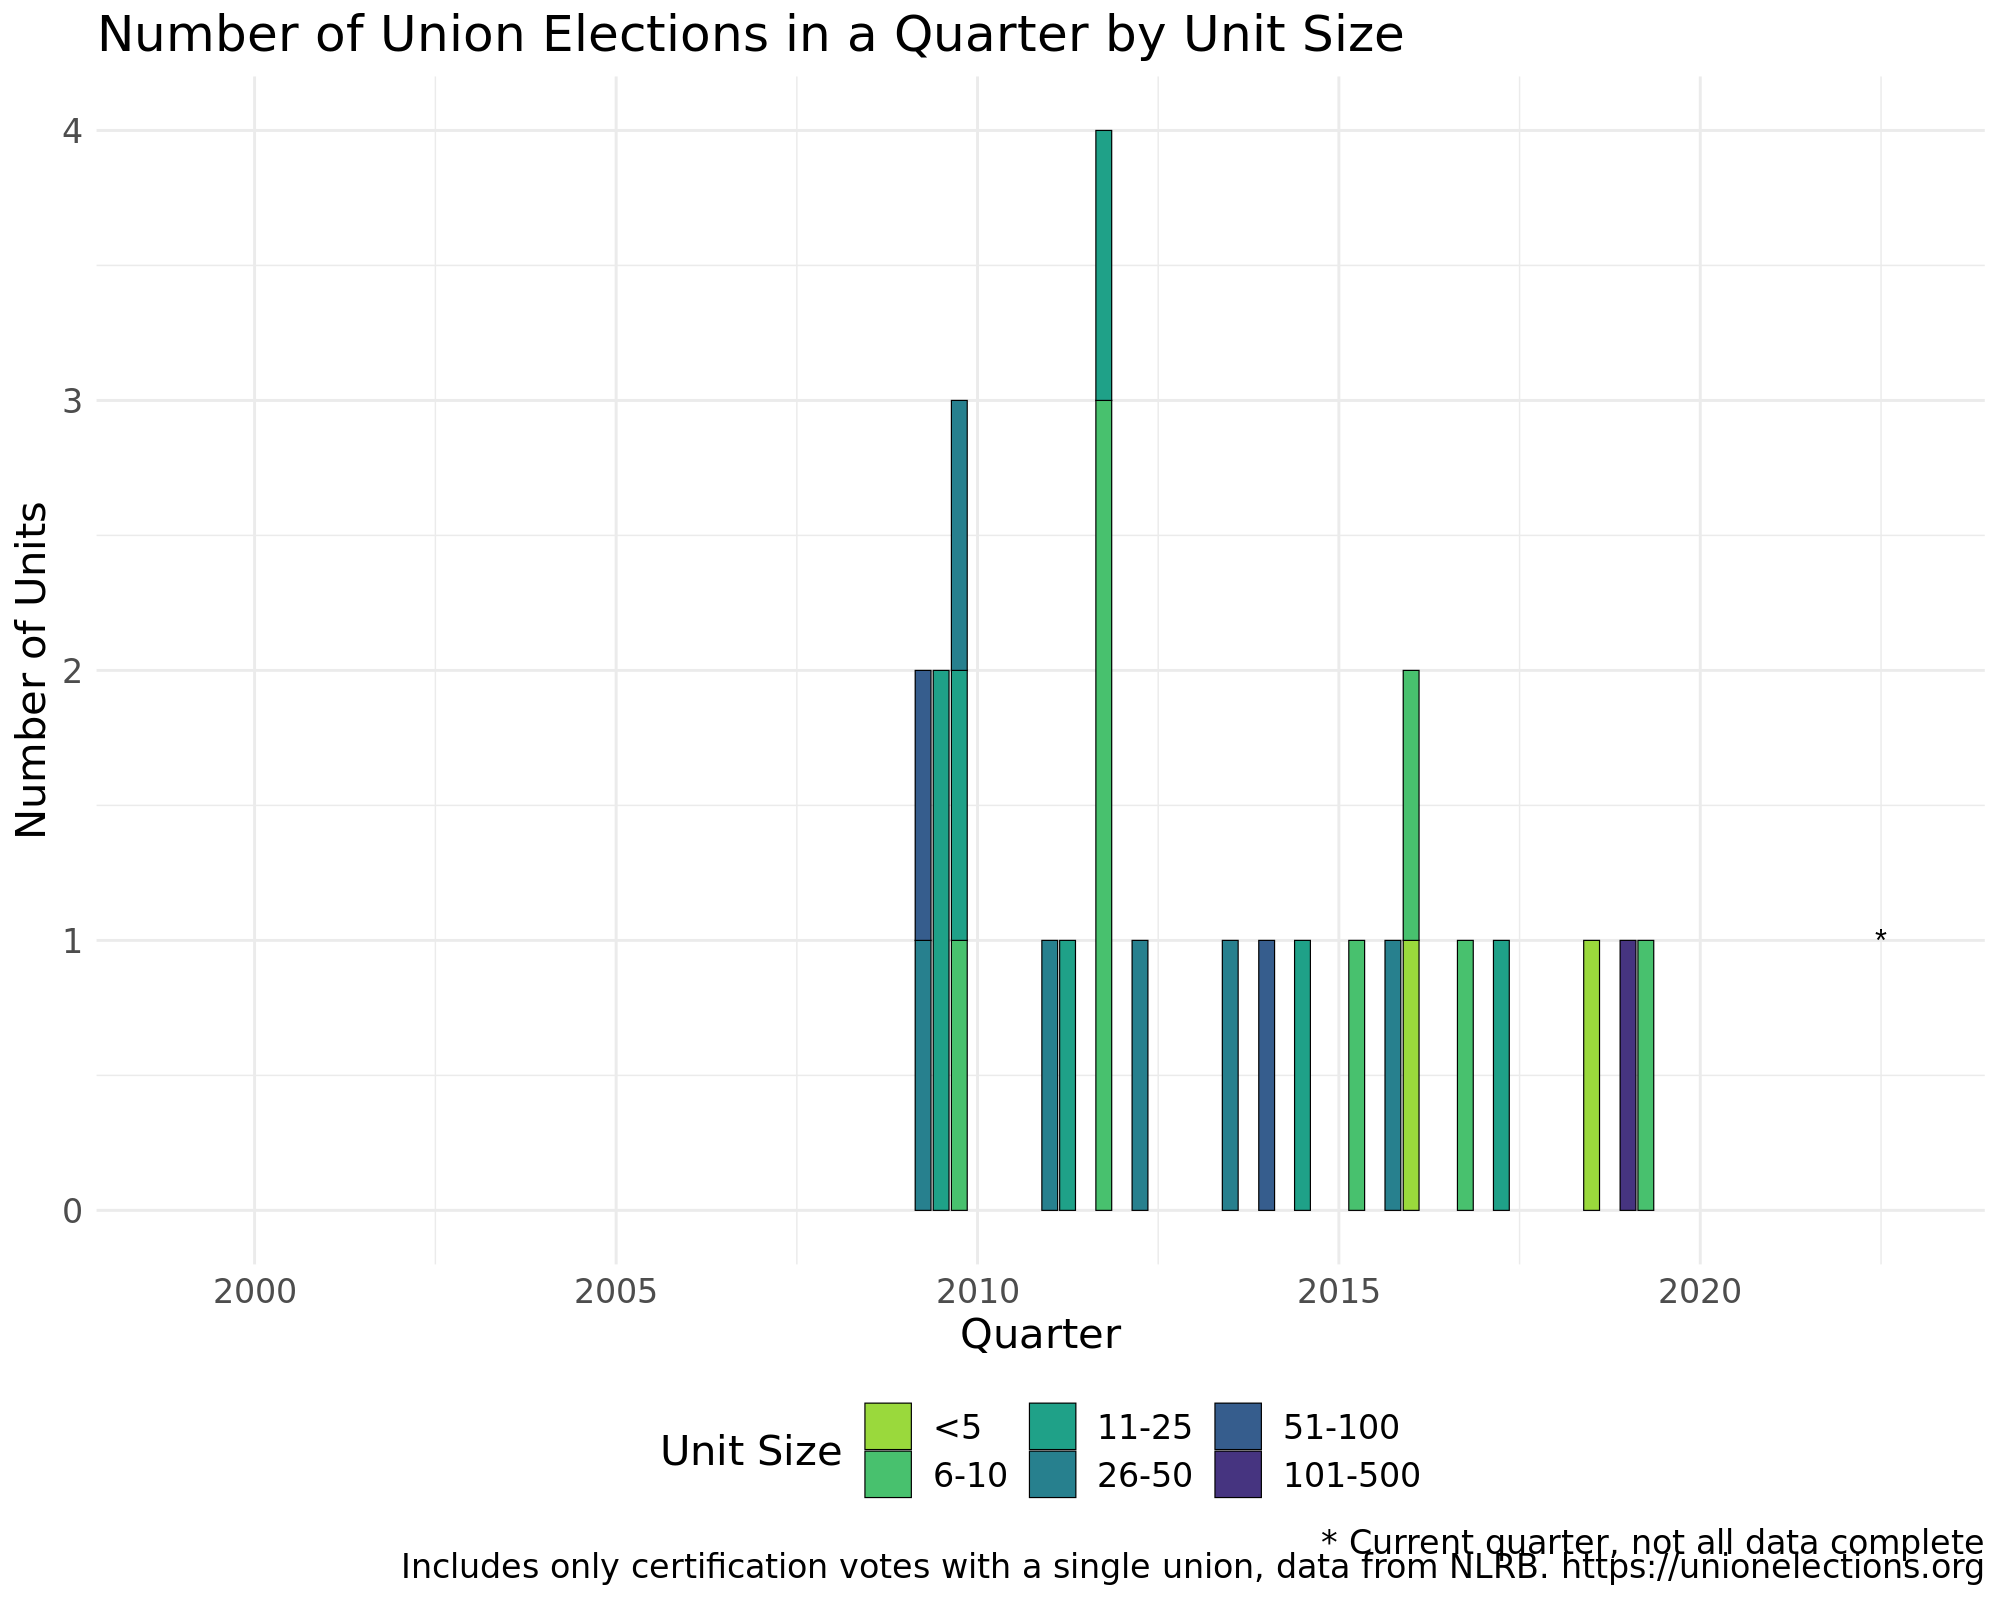 Number of Union Elections in a Quarter by Unit Size
Number of Units
4
3
2
1
0
*
2000 2005 2010 2015 2020
Quarter
Unit Size
<5 11-25 51-100
6-10 26-50 101-500
* Current quarter, not all data complete
Includes only certification votes with a single union, data from NLRB. https://unionelections.org